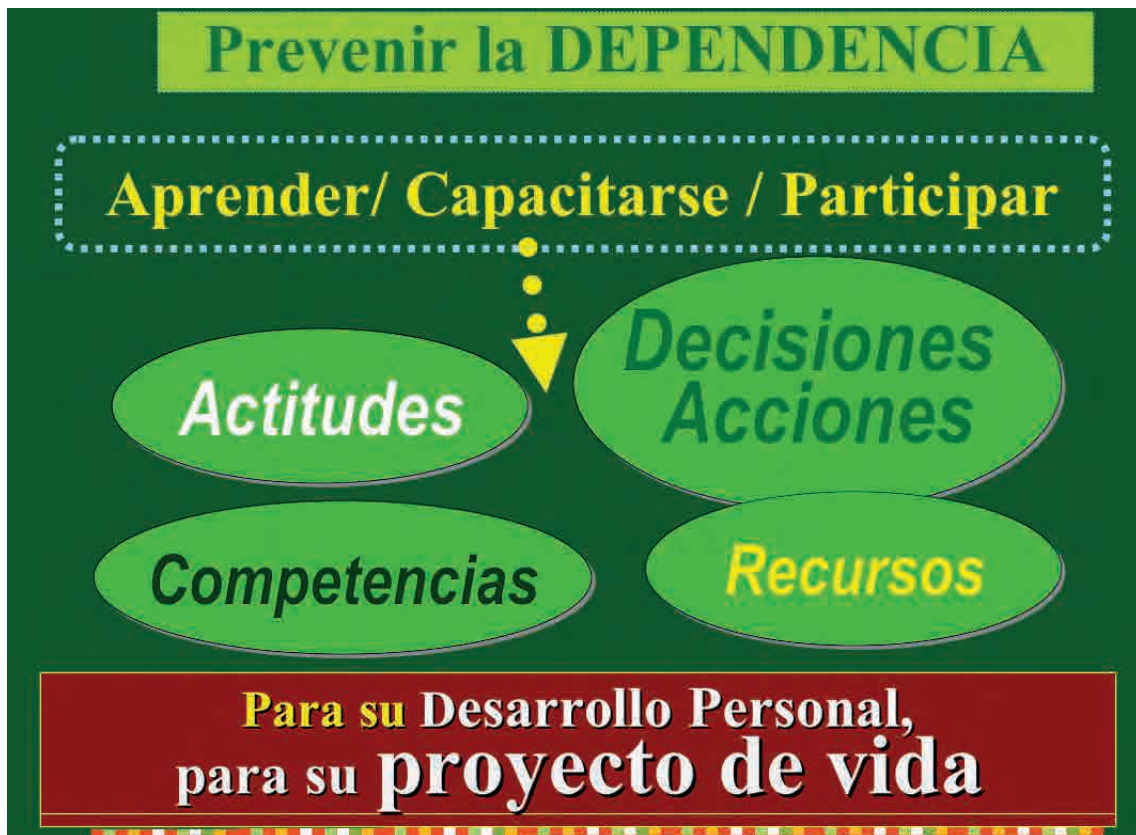 Prevenir la DEPENDENCIA
Aprender/ Capacitarse / Participar
Actitudes
Decisiones
Acciones
Competencias
Recursos
Para su Desarrollo Personal,
para su proyecto de vida